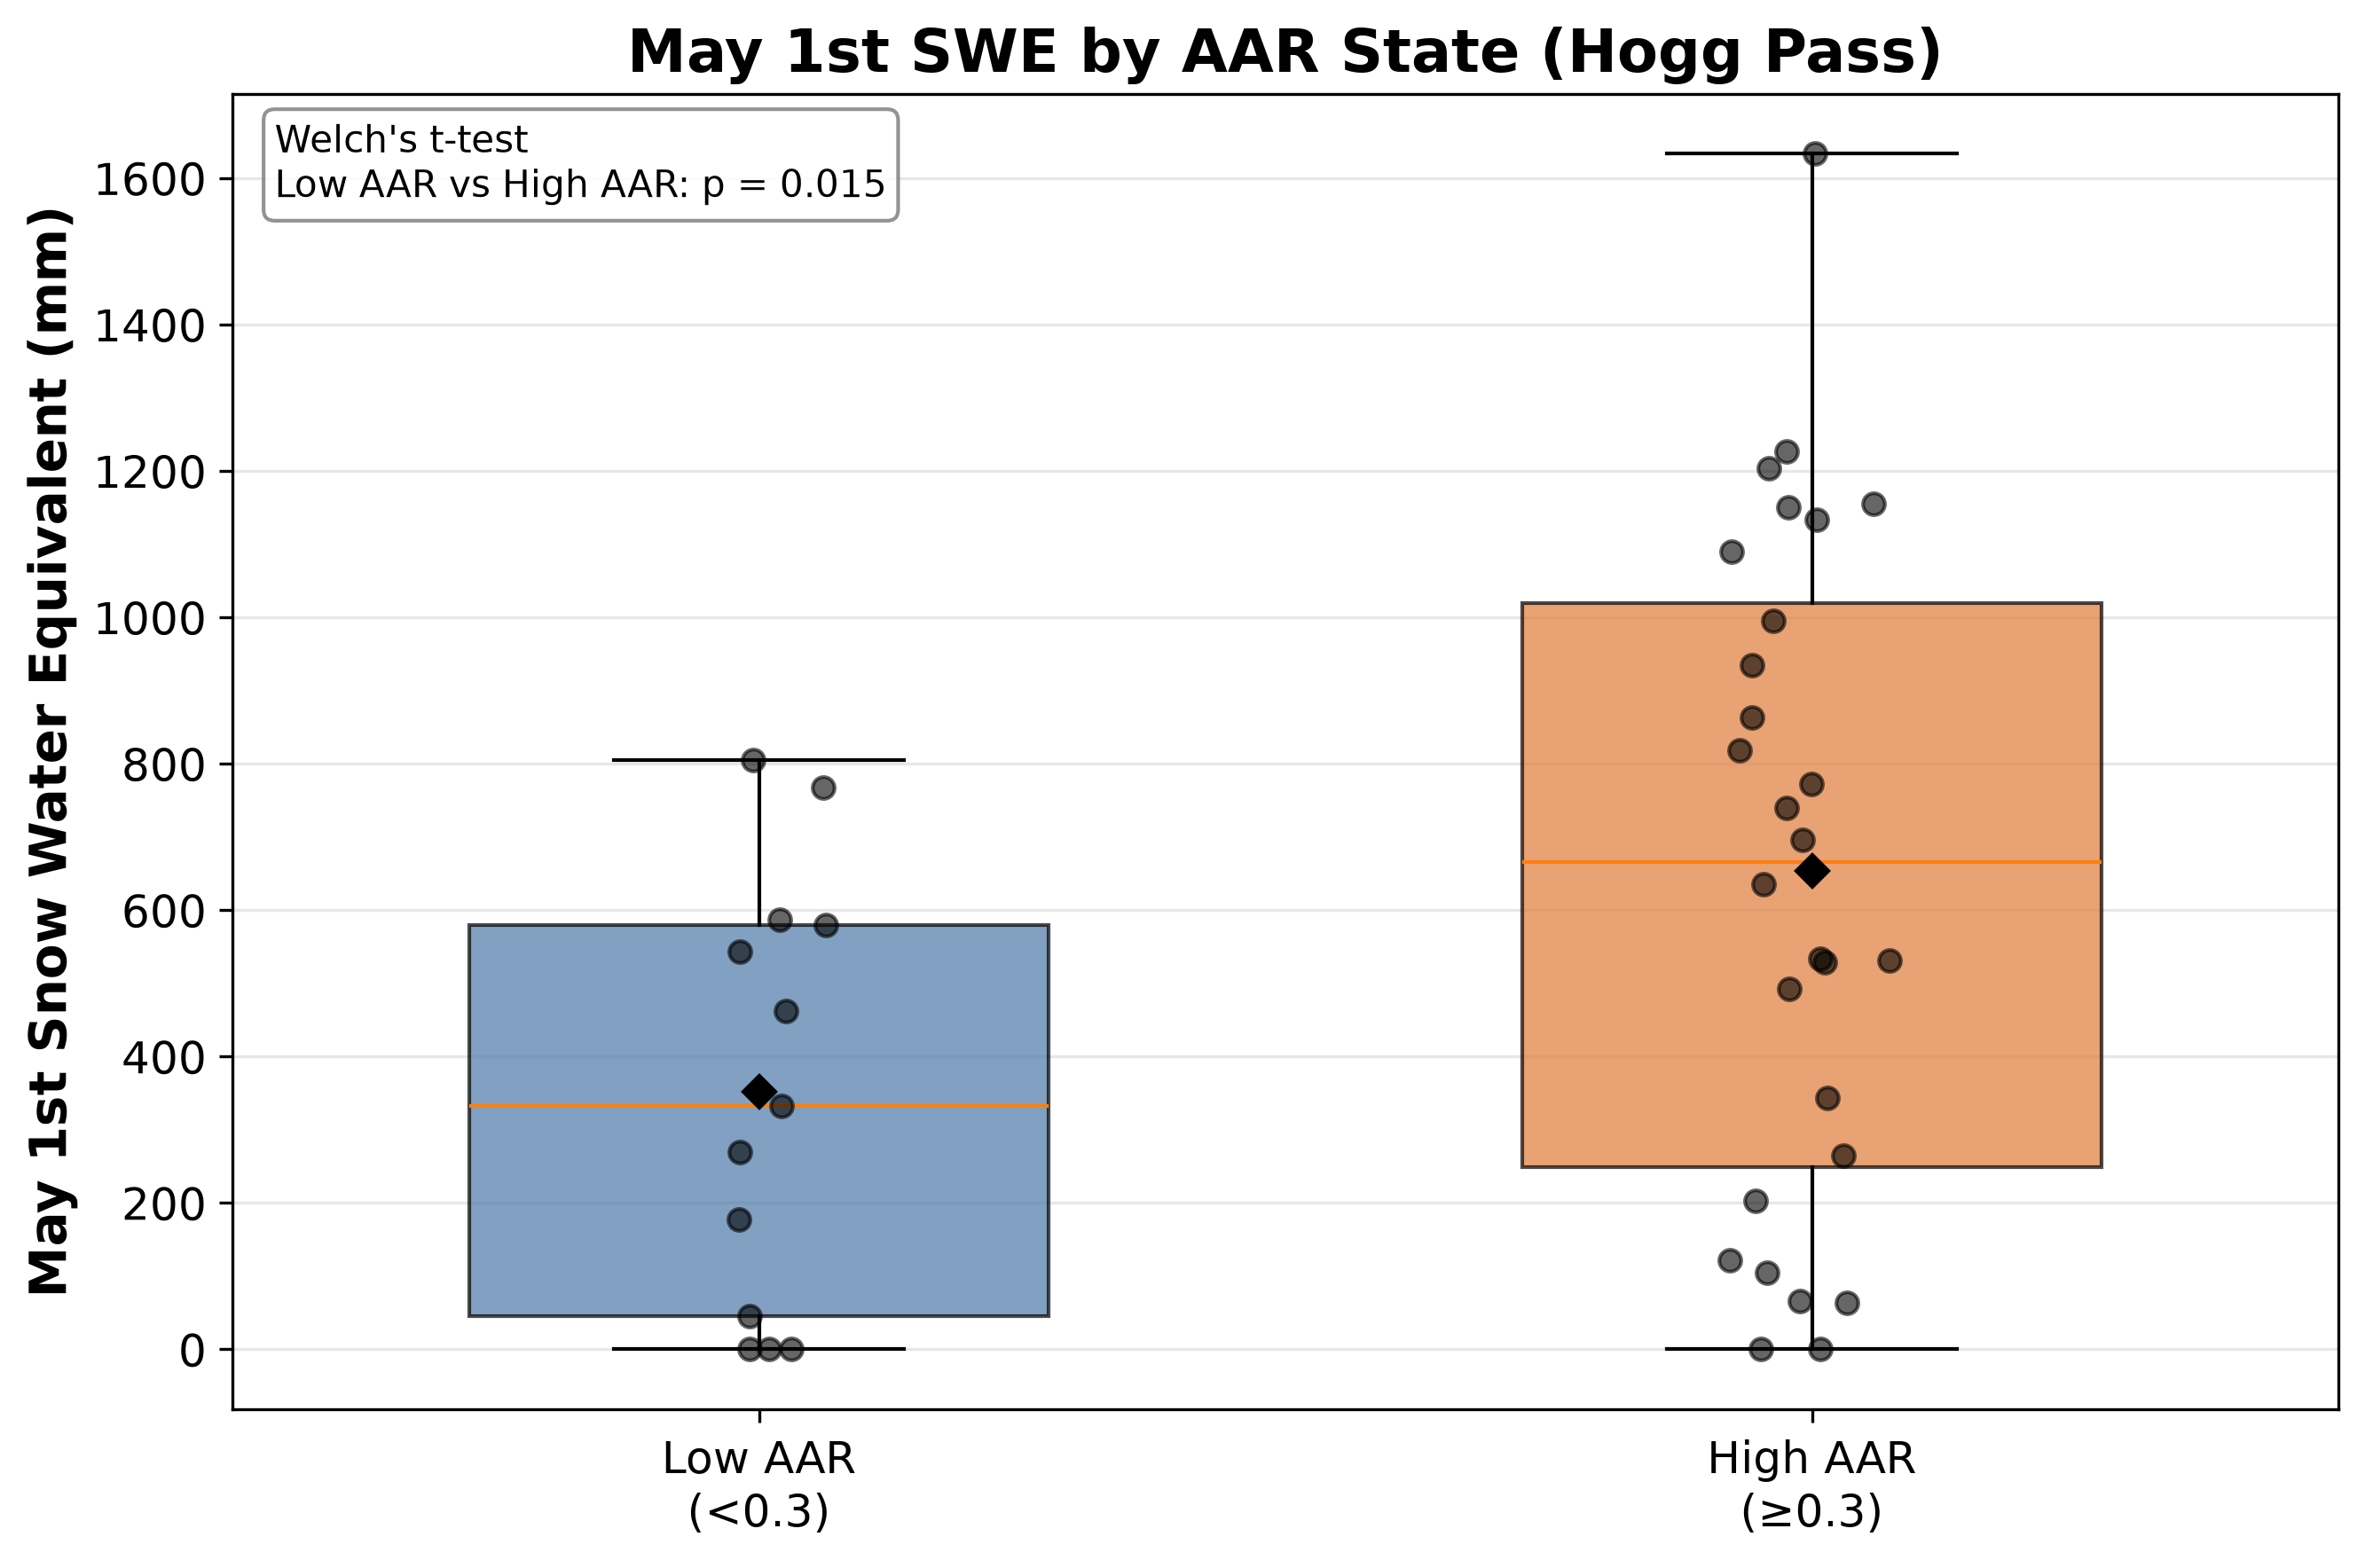 May 1st SWE by AAR State (Hogg Pass)
Welch's t-test
Low AAR vs High AAR: p = 0.015
May 1st Snow Water Equivalent (mm)
1600
1400
1200
1000
800
600
400
200
0
Low AAR
(<0.3)
High AAR
(≥0.3)